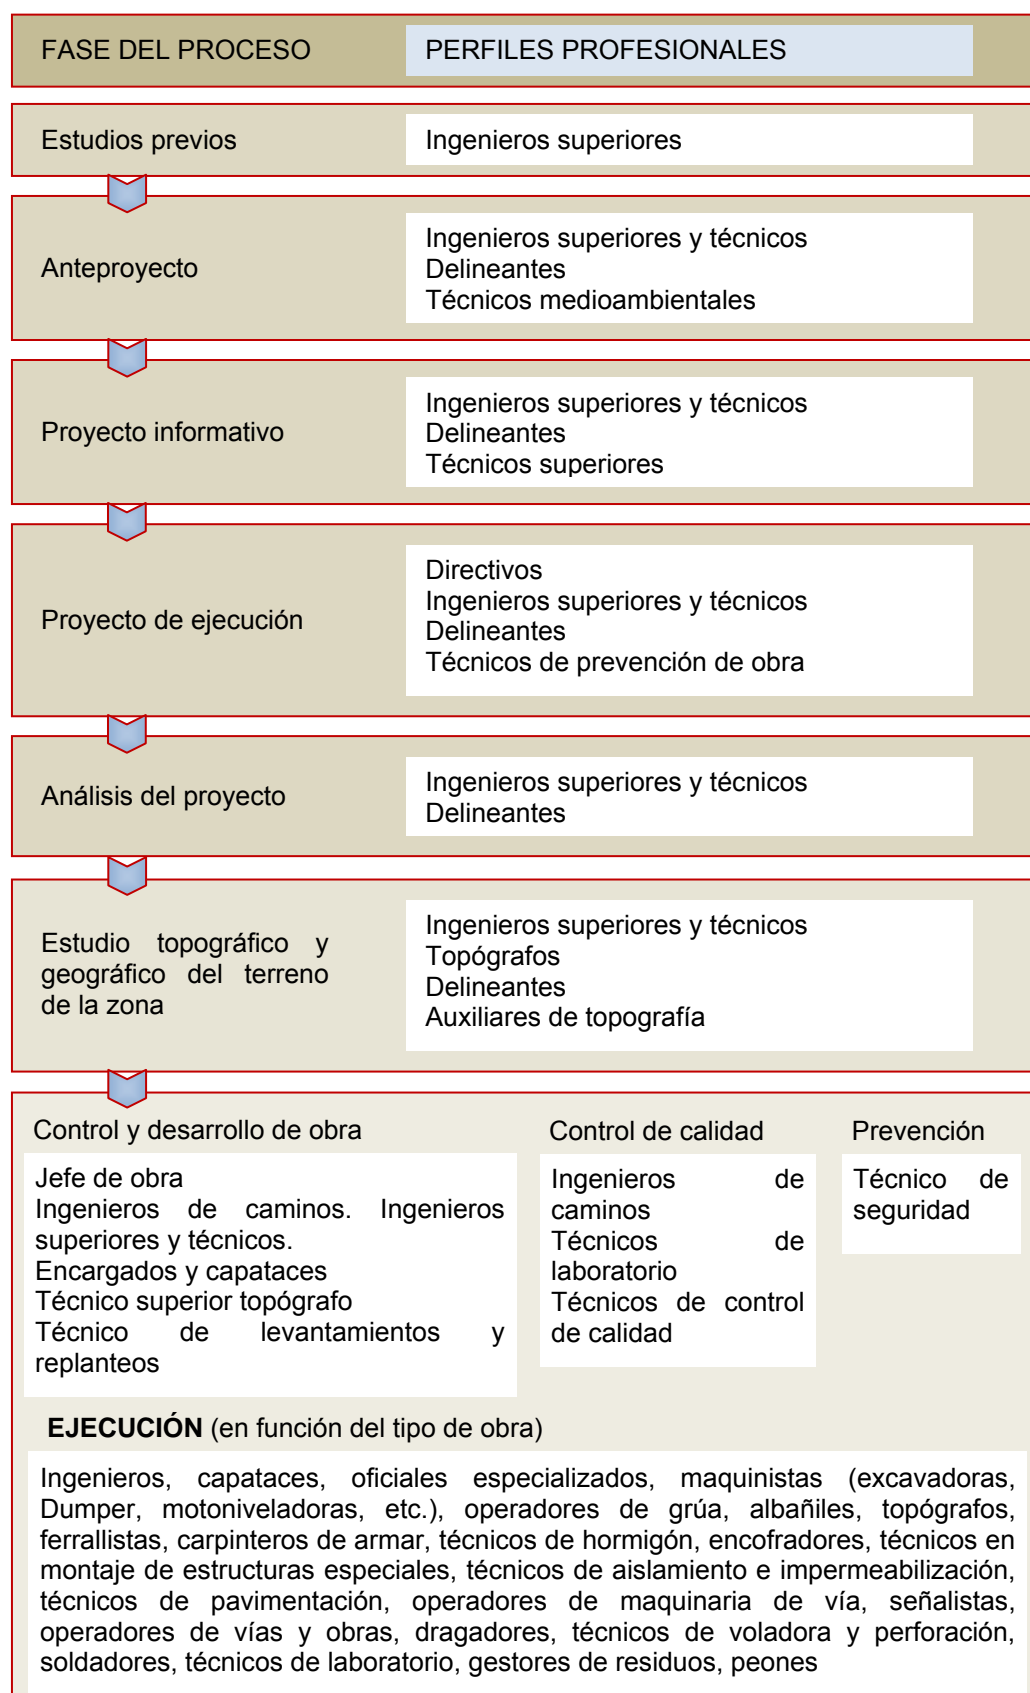 FASE DEL PROCESO
PERFILES PROFESIONALES
Estudios previos
Ingenieros superiores
Anteproyecto
Ingenieros superiores y técnicos
Delineantes
Técnicos medioambientales
Proyecto informativo
Ingenieros superiores y técnicos
Delineantes
Técnicos superiores
Proyecto de ejecución
Directivos
Ingenieros superiores y técnicos
Delineantes
Técnicos de prevención de obra
Análisis del proyecto
Ingenieros superiores y técnicos
Delineantes
Estudio topográfico y
geográfico del terreno
de la zona
Ingenieros superiores y técnicos
Topógrafos
Delineantes
Auxiliares de topografía
Control y desarrollo de obra
Jefe de obra
Ingenieros de caminos. Ingenieros
superiores y técnicos.
Encargados y capataces
Técnico superior topógrafo
Técnico de levantamientos y
replanteos
Control de calidad
Ingenieros de
caminos
Técnicos de
laboratorio
Técnicos de control
de calidad
Prevención
Técnico de
seguridad
EJECUCIÓN (en función del tipo de obra)
Ingenieros, capataces, oficiales especializados, maquinistas (excavadoras,
Dumper, motoniveladoras, etc.), operadores de grúa, albañiles, topógrafos,
ferrallistas, carpinteros de armar, técnicos de hormigón, encofradores, técnicos en
montaje de estructuras especiales, técnicos de aislamiento e impermeabilización,
técnicos de pavimentación, operadores de maquinaria de vía, señalistas,
operadores de vías y obras, dragadores, técnicos de voladora y perforación,
soldadores, técnicos de laboratorio, gestores de residuos, peones